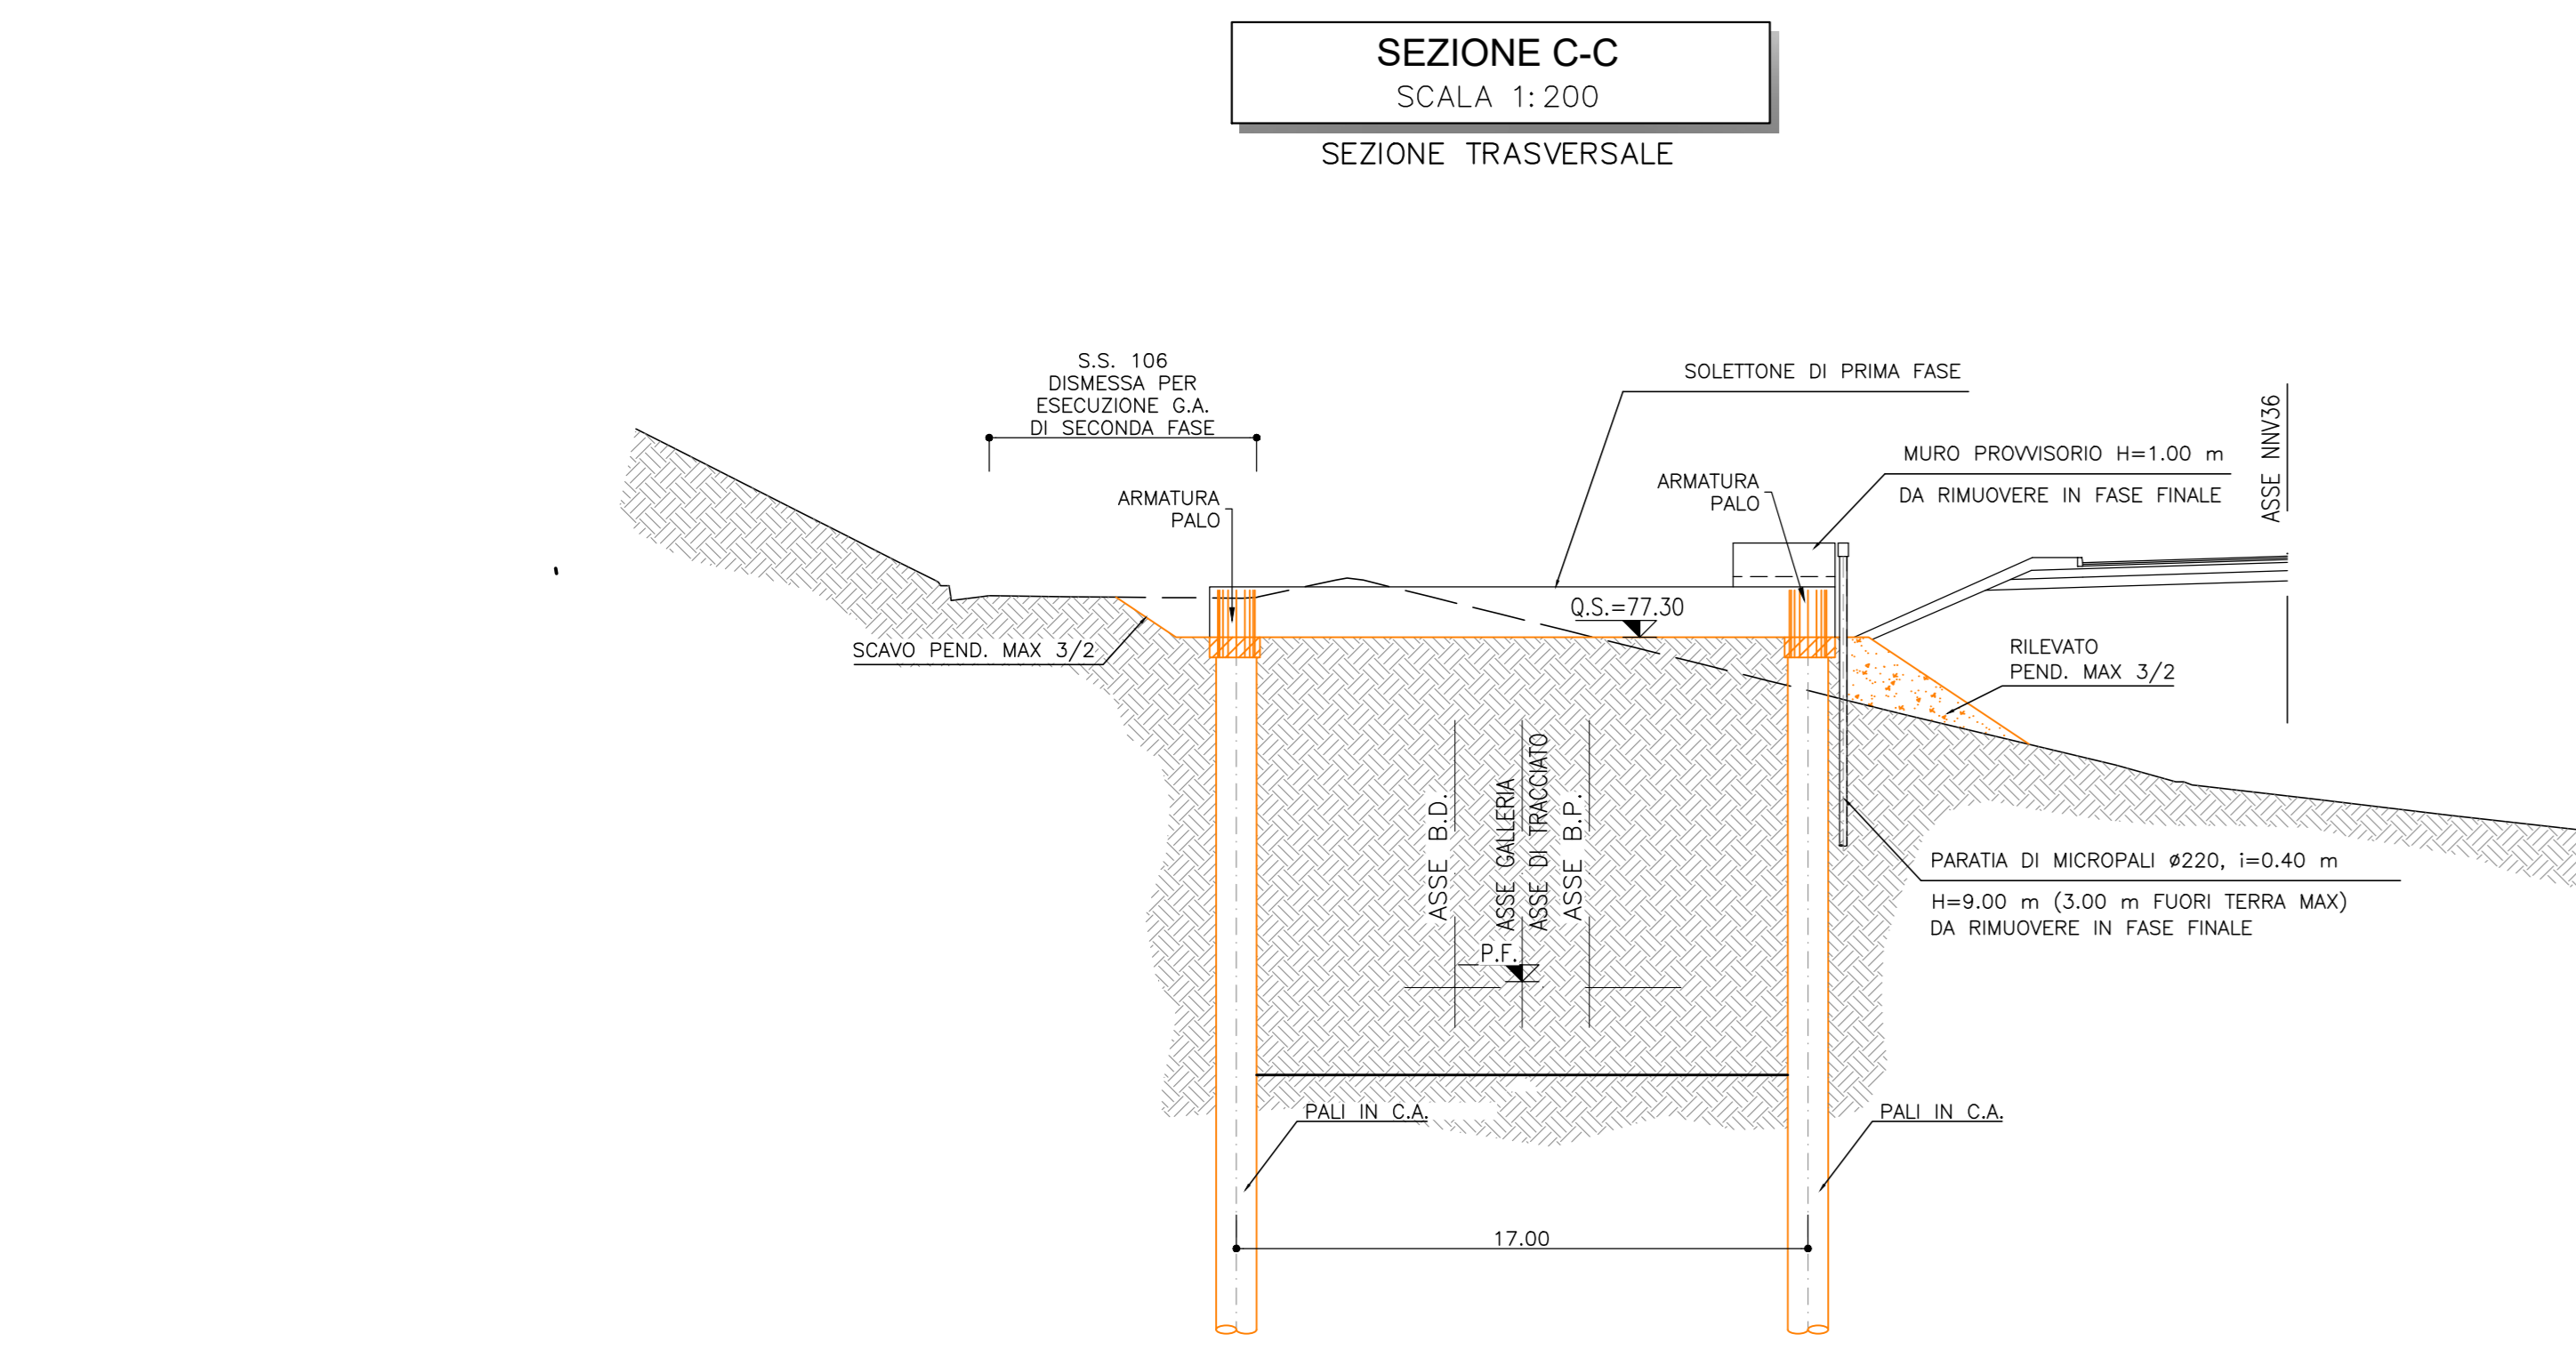 SEZIONE C-C
SCALA 1:200
SEZIONE TRASVERSALE
S.S. 106
DISMESSA PER
ESECUZIONE G.A.
DI SECONDA FASE
SOLETTONE DI PRIMA FASE
ASSE NNV36
MURO PROVVISORIO H=1.00 m
DA RIMUOVERE IN FASE FINALE
ARMATURA
PALO
ARMATURA
PALO
Q.S.=77.30
SCAVO PEND. MAX 3/2
RILEVATO
PEND. MAX 3/2
ASSE B.D.
ASSE GALLERIA
ASSE DI TRACCIATO
ASSE B.P.
P.F.
PARATIA DI MICROPALI ø220, i=0.40 m
H=9.00 m (3.00 m FUORI TERRA MAX)
DA RIMUOVERE IN FASE FINALE
PALI IN C.A.
PALI IN C.A.
17.00